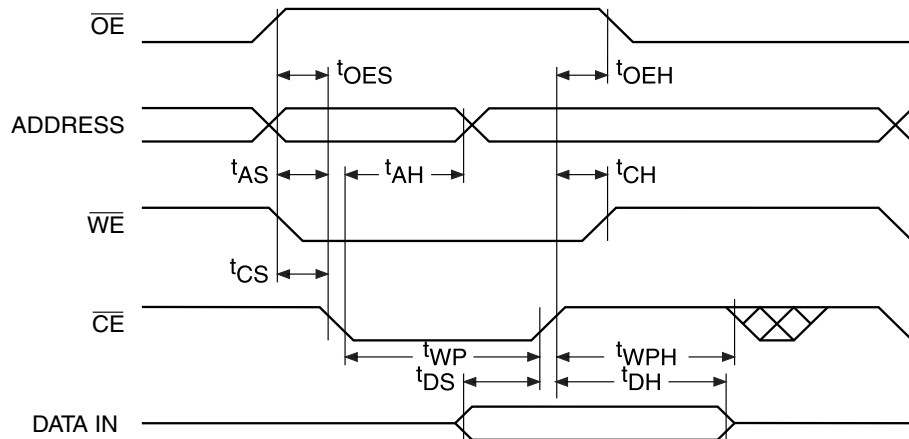 OE
tOES
tOEH
ADDRESS
tAS
tAH
tCH
WE
tCS
CE
tWP
tWPH
tDS
tDH
DATA IN